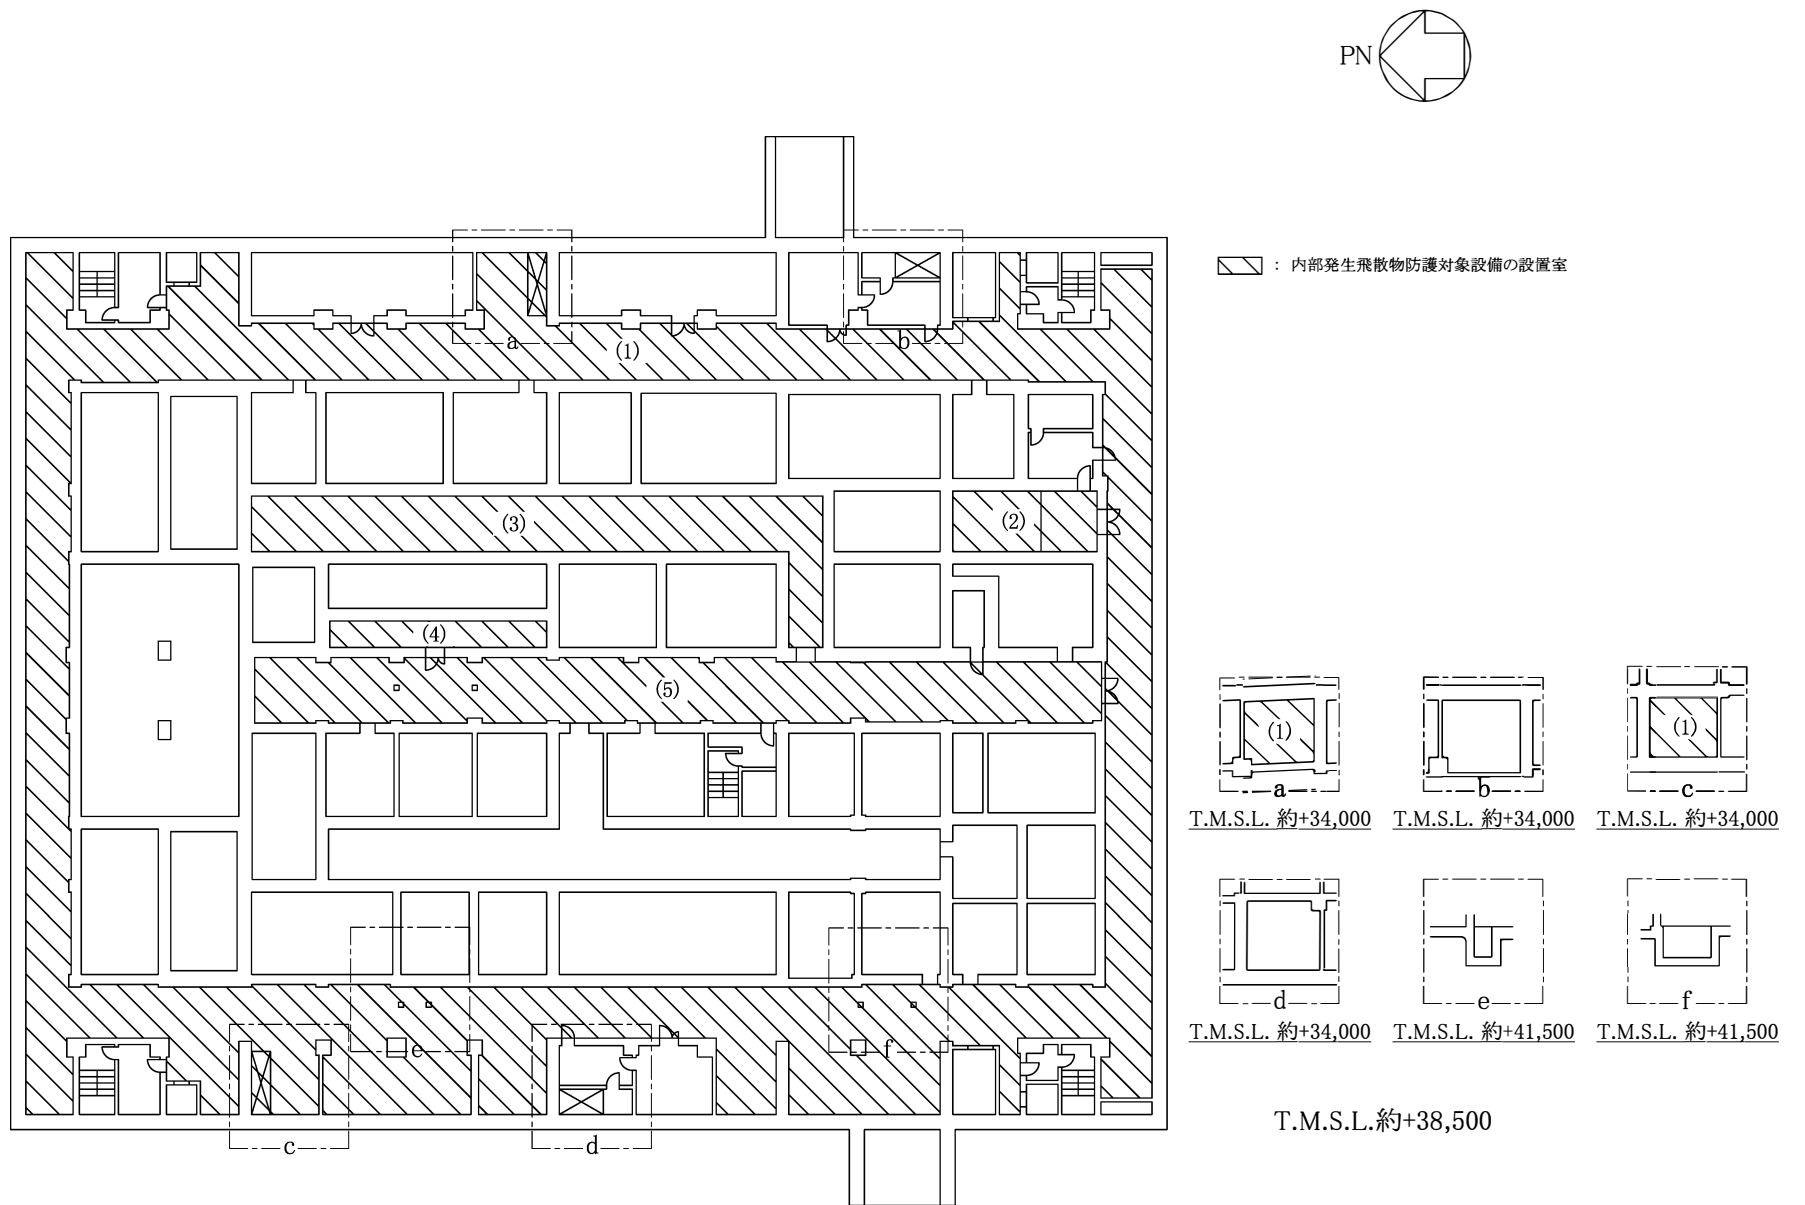 PN
: 内部発生飛散物防護対象設備の設置室
a
(1)
b
(3)
(2)
(4)
(5)
e
f
c
d
(1)
a
T.M.S.L. 約+34,000
b
T.M.S.L. 約+34,000
(1)
c
T.M.S.L. 約+34,000
d
T.M.S.L. 約+34,000
e
T.M.S.L. 約+41,500
f
T.M.S.L. 約+41,500
T.M.S.L.約+38,500